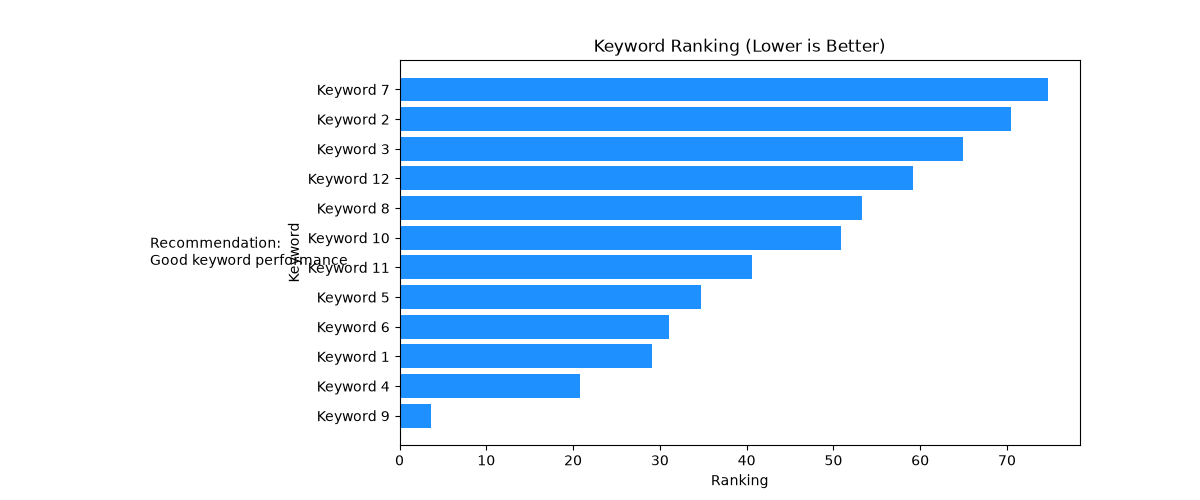 Keyword Ranking (Lower is Better)
Keyword 7
Keyword 2
Keyword 3
Keyword 12
Keyword 8
Keyword 10
Keyword 11
Keyword 5
Keyword 6
Keyword 1
Keyword 4
Keyword 9
Keyword
Recommendation:
Good keyword performance
0 10 20 30 40 50 60 70
Ranking